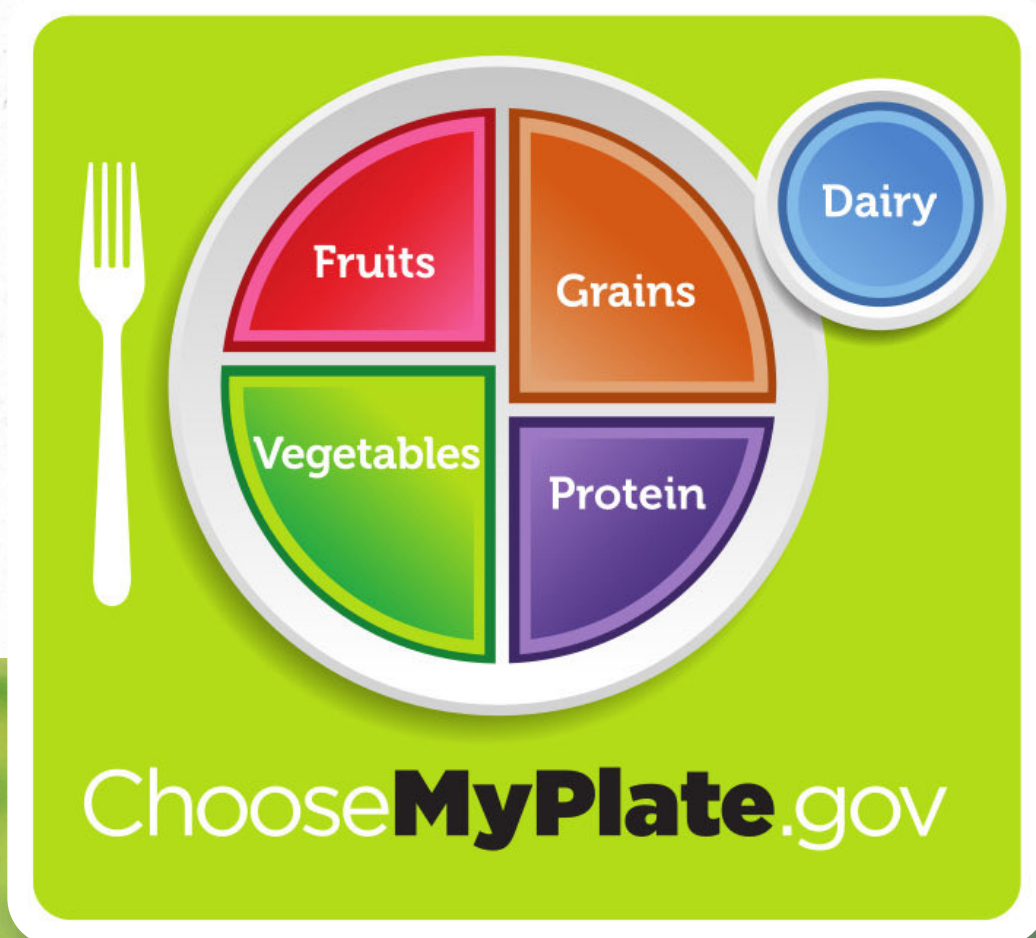 Fruits
Grains
Dairy
Vegetables
Protein
ChooseMyPlate.gov